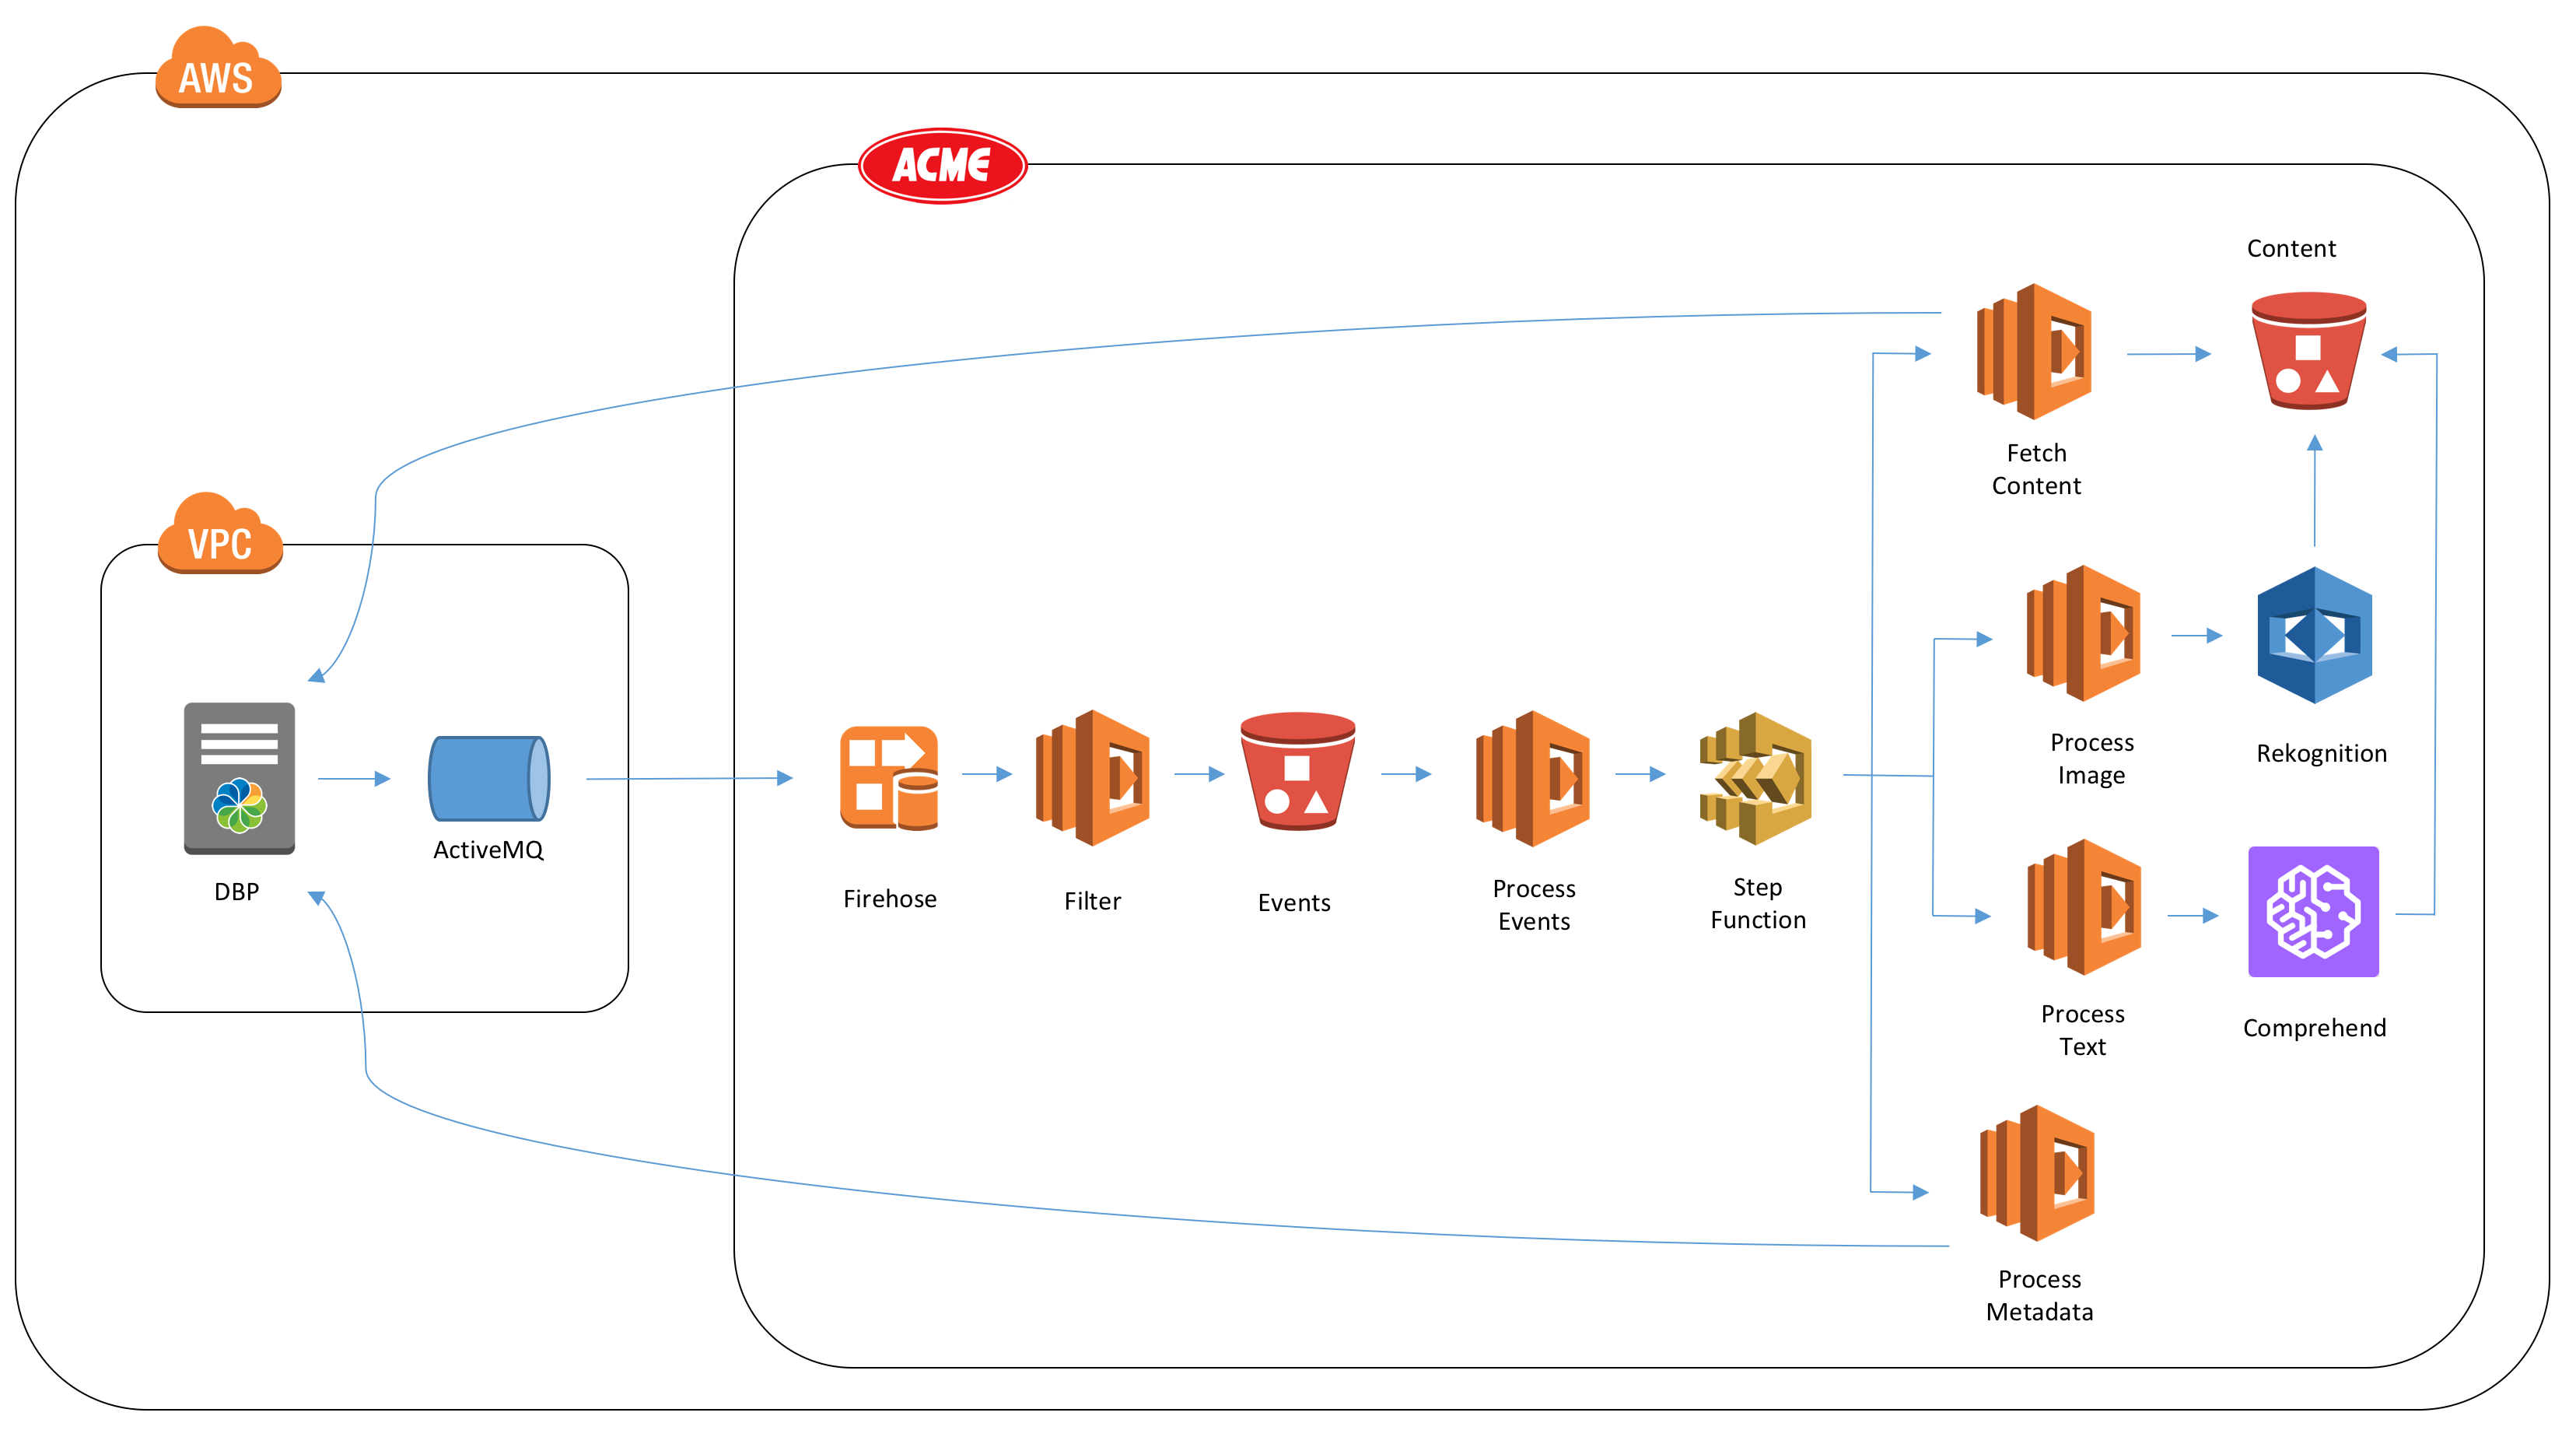 AWS
ACME
Content
Fetch
Content
VPC
Process
Image
Rekognition
ActiveMQ
DBP
Firehose
Filter
Events
Process
Events
Step
Function
Process
Text
Comprehend
Process
Metadata